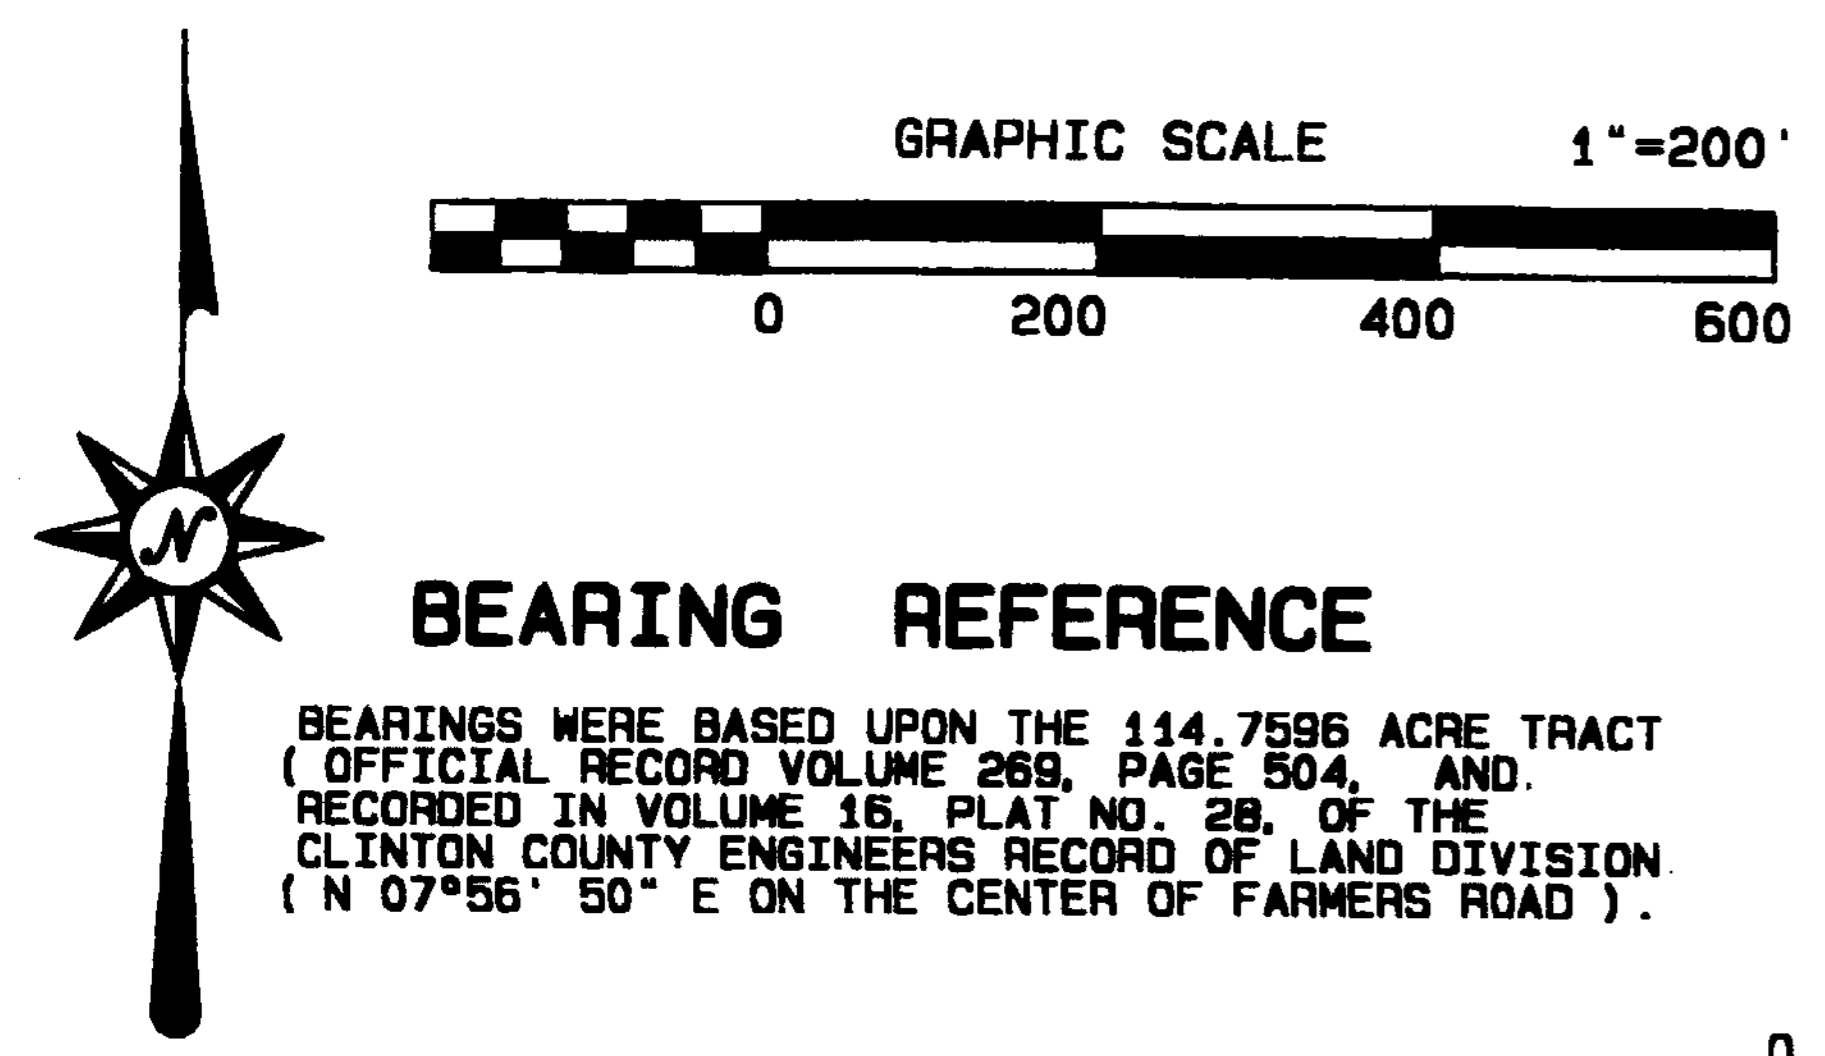 GRAPHIC SCALE 1"=200'
0 200 400 600
N
BEARING REFERENCE
BEARINGS WERE BASED UPON THE 114.7596 ACRE TRACT
( OFFICIAL RECORD VOLUME 269, PAGE 504, AND
RECORDED IN VOLUME 16, PLAT NO. 28, OF THE
CLINTON COUNTY ENGINEERS RECORD OF LAND DIVISION
( N 07°56' 50" E ON THE CENTER OF FARMERS ROAD ).